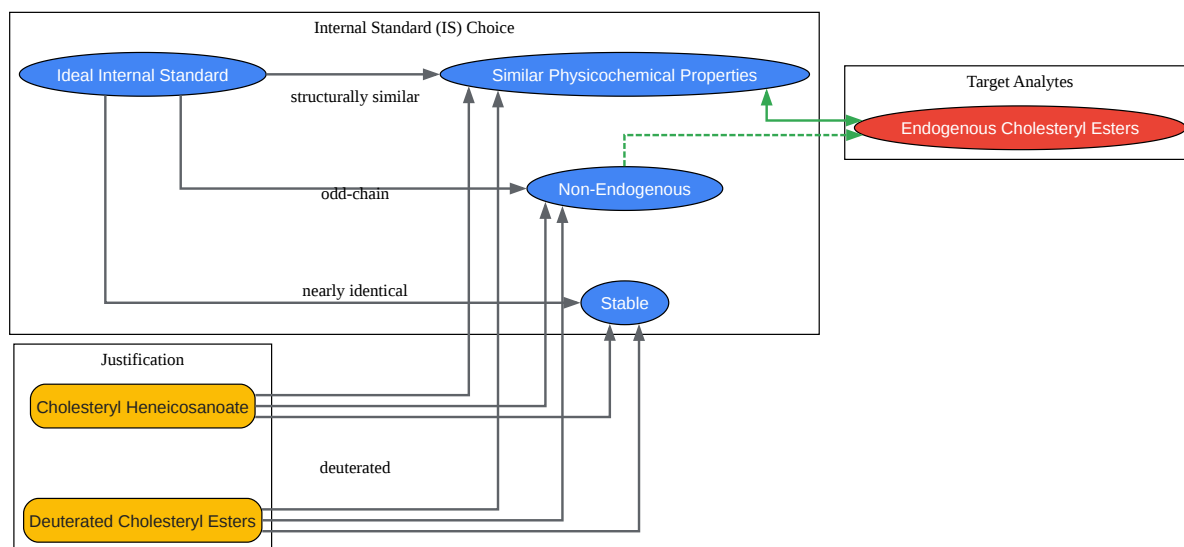 Internal Standard (IS) Choice
Ideal Internal Standard
Similar Physicochemical Properties
structurally similar
Target Analytes
Endogenous Cholesteryl Esters
odd-chain
Non-Endogenous
nearly identical
Stable
Justification
Cholesteryl Heneicosanoate
deuterated
Deuterated Cholesteryl Esters